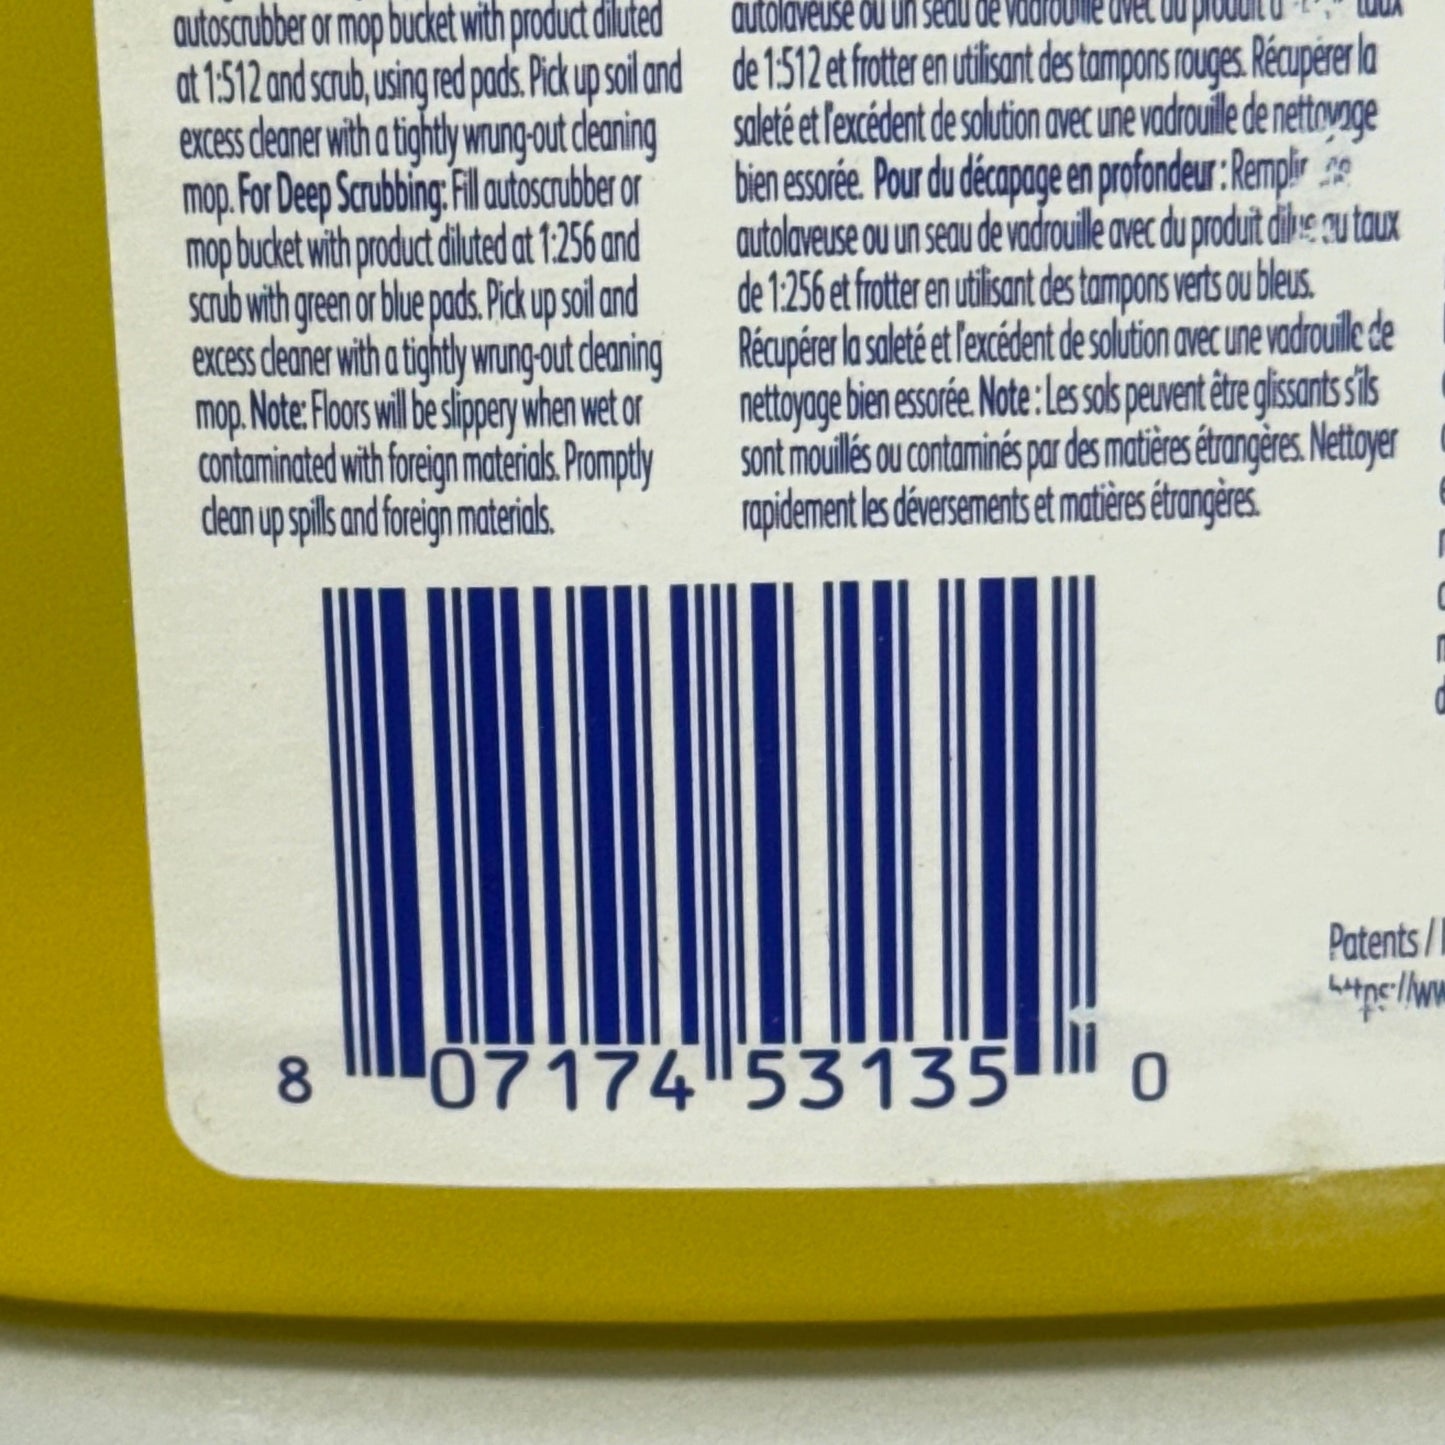 autoscrubber or mop bucket with product diluted
at 1:512 and scrub, using red pads. Pick up soil and
excess cleaner with a tightly wrung-out cleaning
mop. For Deep Scrubbing: Fill autoscrubber or
mop bucket with product diluted at 1:256 and
scrub with green or blue pads. Pick up soil and
excess cleaner with a tightly wrung-out cleaning
mop. Note: Floors will be slippery when wet or
contaminated with foreign materials. Promptly
clean up spills and foreign materials.
autolaveuse ou un seau de vadrouille avec du produit taux
de 1:512 et frotter en utilisant des tampons rouges. Récupérer la
saleté et l'excédent de solution avec une vadrouille de nettoyage
bien essorée. Pour du décapage en profondeur : Remplir
autolaveuse ou un seau de vadrouille avec du produit dilué au taux
de 1:256 et frotter en utilisant des tampons verts ou bleus.
Récupérer la saleté et l'excédent de solution avec une vadrouille de
nettoyage bien essorée. Note : Les sols peuvent être glissants s'ils
sont mouillés ou contaminés par des matières étrangères. Nettoyer
rapidement les déversements et matières étrangères.
Patents /
8 07174 53135 0